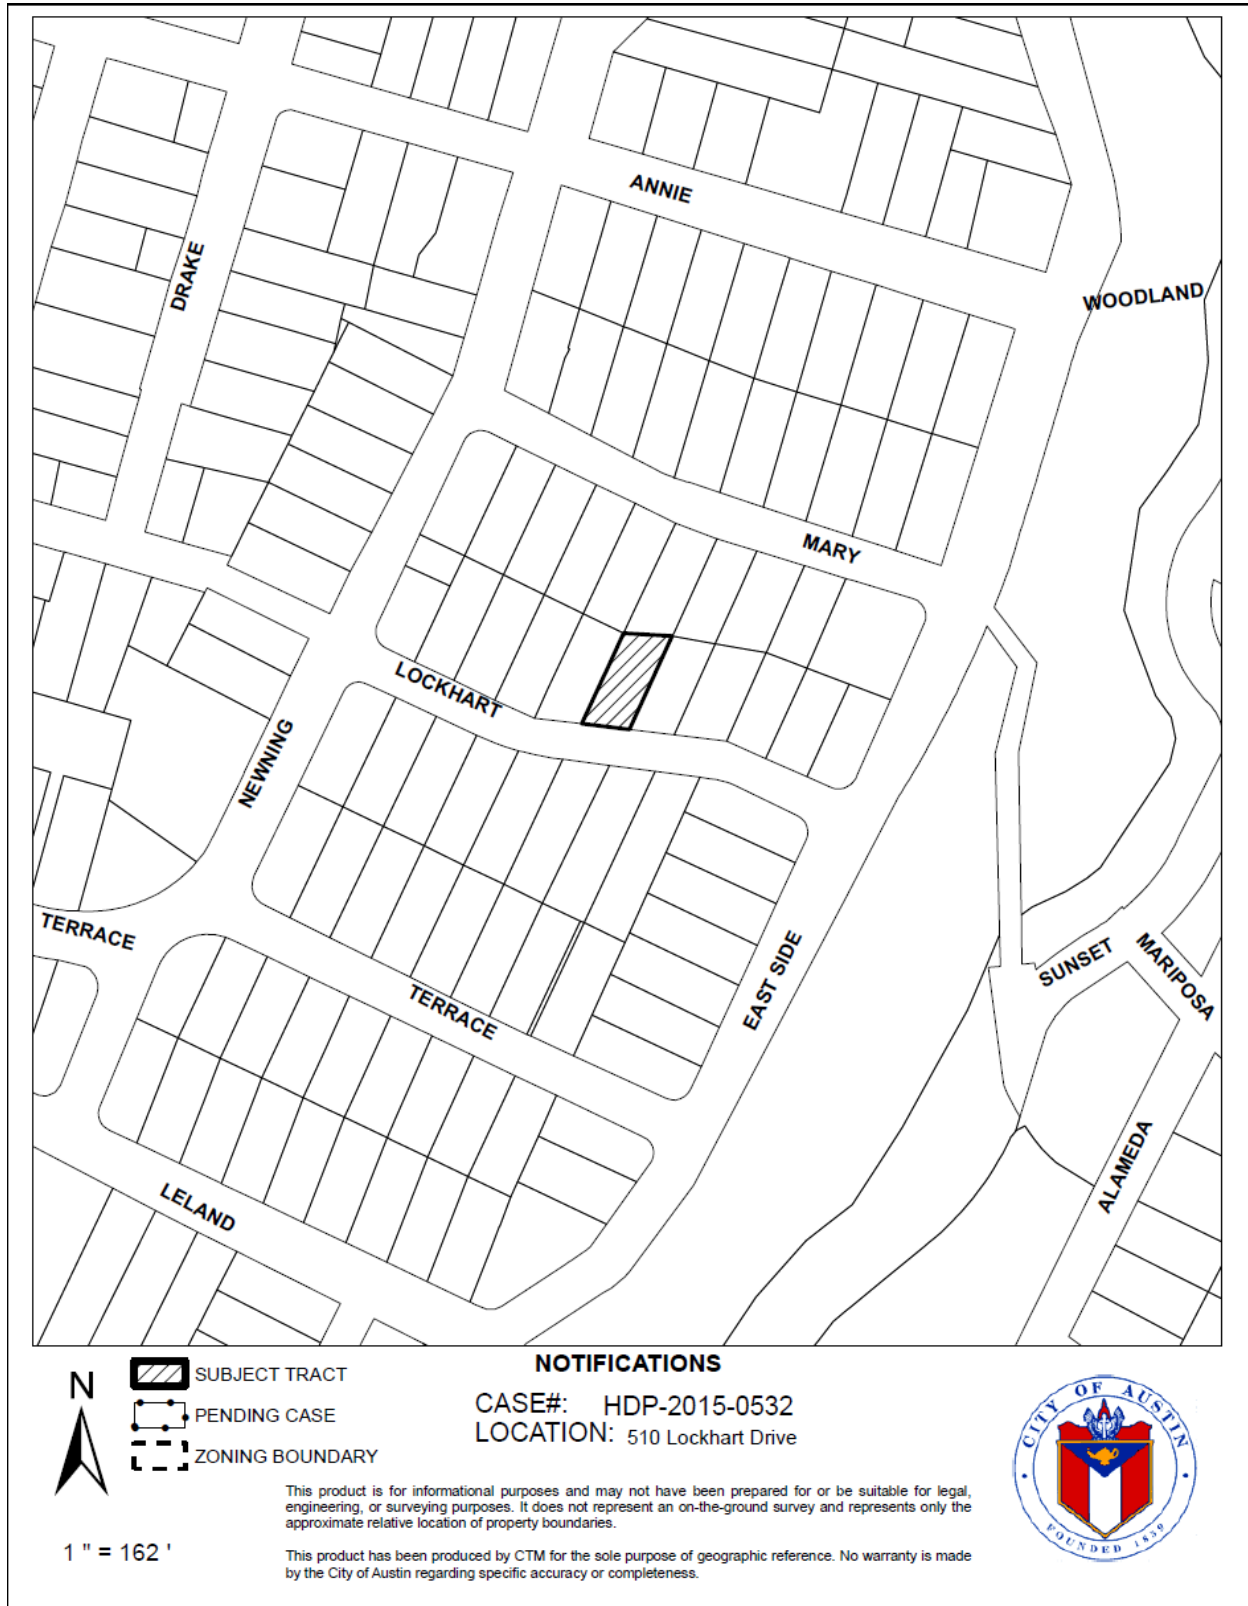 ANNIE
DRAKE
WOODLAND
MARY
LOCKHART
NEWNING
TERRACE
TERRACE
EAST SIDE
SUNSET
MARIPOSA
ALAMEDA
LELAND
N
1 " = 162 '
SUBJECT TRACT
PENDING CASE
ZONING BOUNDARY
NOTIFICATIONS
CASE#: HDP-2015-0532
LOCATION: 510 Lockhart Drive
This product is for informational purposes and may not have been prepared for or be suitable for legal,
engineering, or surveying purposes. It does not represent an on-the-ground survey and represents only the
approximate relative location of property boundaries.
This product has been produced by CTM for the sole purpose of geographic reference. No warranty is made
by the City of Austin regarding specific accuracy or completeness.
CITY OF AUSTIN
FOUNDED 1839